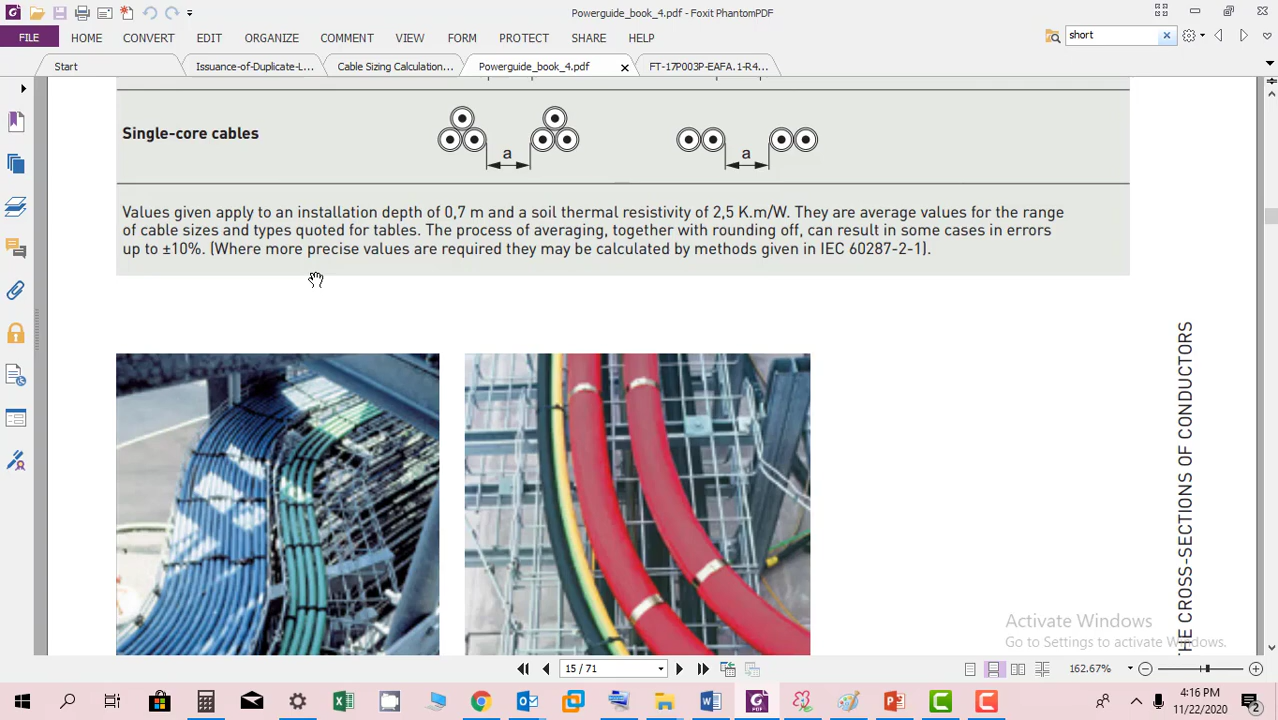 Powerguide_book_4.pdf - Foxit PhantomPDF
FILE HOME CONVERT EDIT ORGANIZE COMMENT VIEW FORM PROTECT SHARE HELP
short
Start Issuance-of-Duplicate-L... Cable Sizing Calculation... Powerguide_book_4.pdf FT-17P003P-EAFA.1-R4...
Single-core cables
a a
Values given apply to an installation depth of 0,7 m and a soil thermal resistivity of 2,5 K.m/W. They are average values for the range
of cable sizes and types quoted for tables. The process of averaging, together with rounding off, can result in some cases in errors
up to ±10%. (Where more precise values are required they may be calculated by methods given in IEC 60287-2-1).
THE CROSS-SECTIONS OF CONDUCTORS
Activate Windows
Go to Settings to activate Windows.
15 / 71
162.67%
4:16 PM
11/22/2020
2